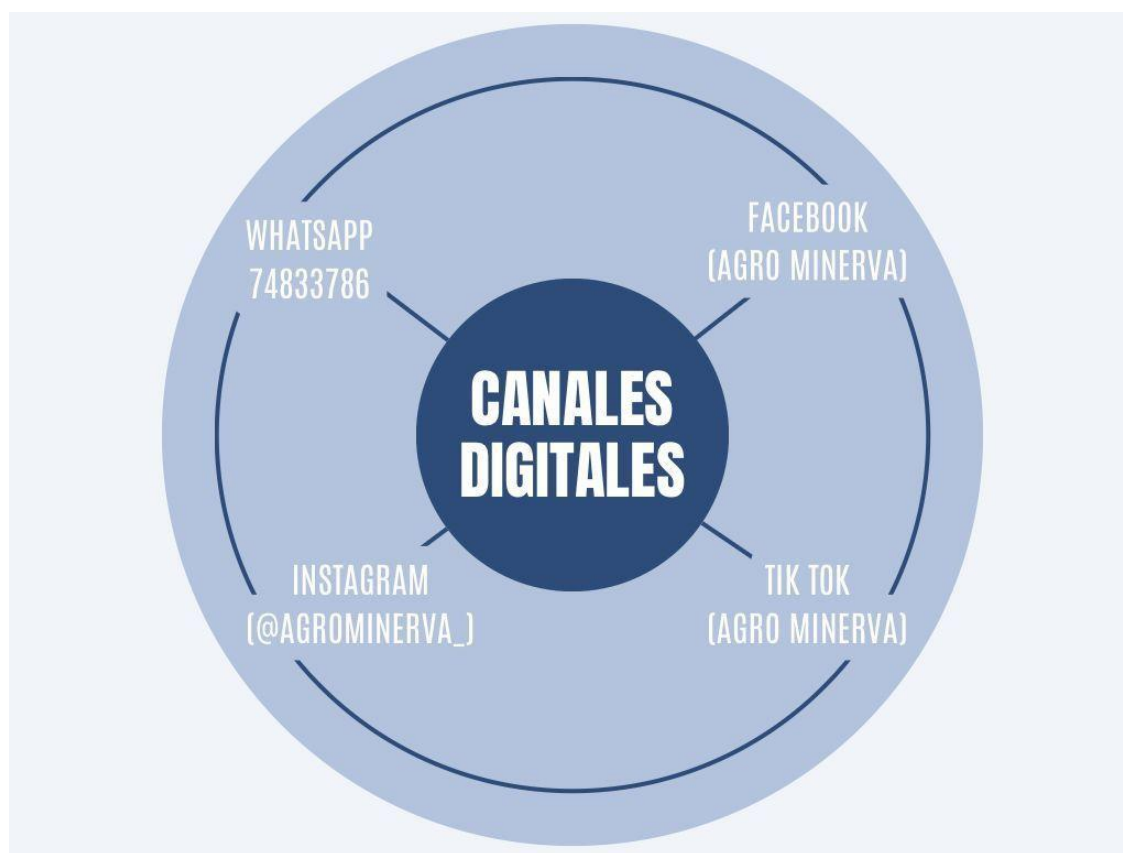 WHATSAPP
74833786
FACEBOOK
(AGRO MINERVA)
CANALES
DIGITALES
INSTAGRAM
(@AGROMINERVA_)
TIK TOK
(AGRO MINERVA)